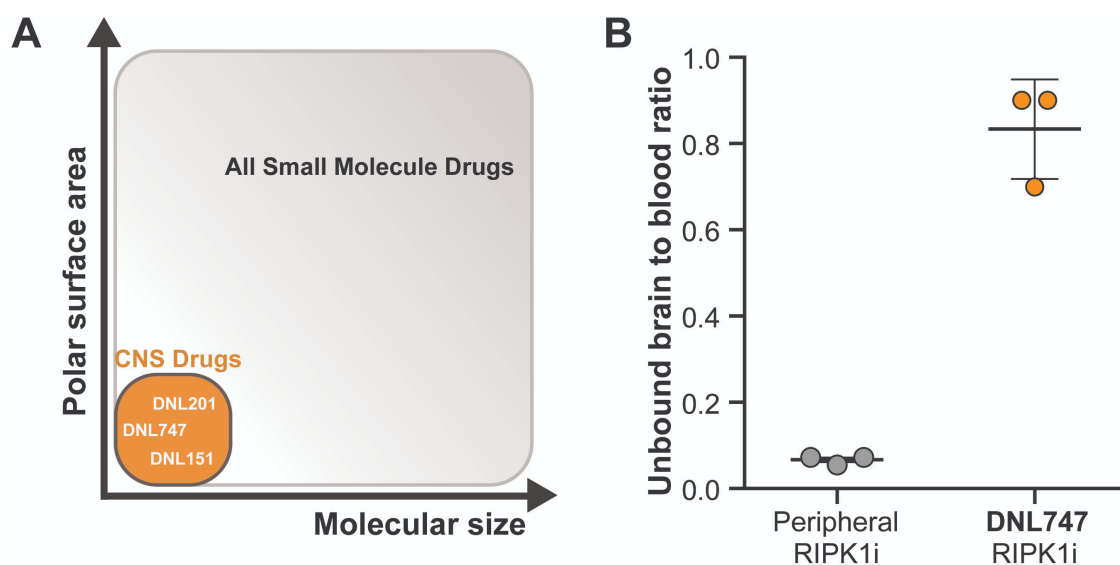 A
Polar surface area
All Small Molecule Drugs
CNS Drugs
DNL201
DNL747
DNL151
Molecular size
B
Unbound brain to blood ratio
1.0
0.8
0.6
0.4
0.2
0.0
Peripheral
RIPK1i
DNL747
RIPK1i